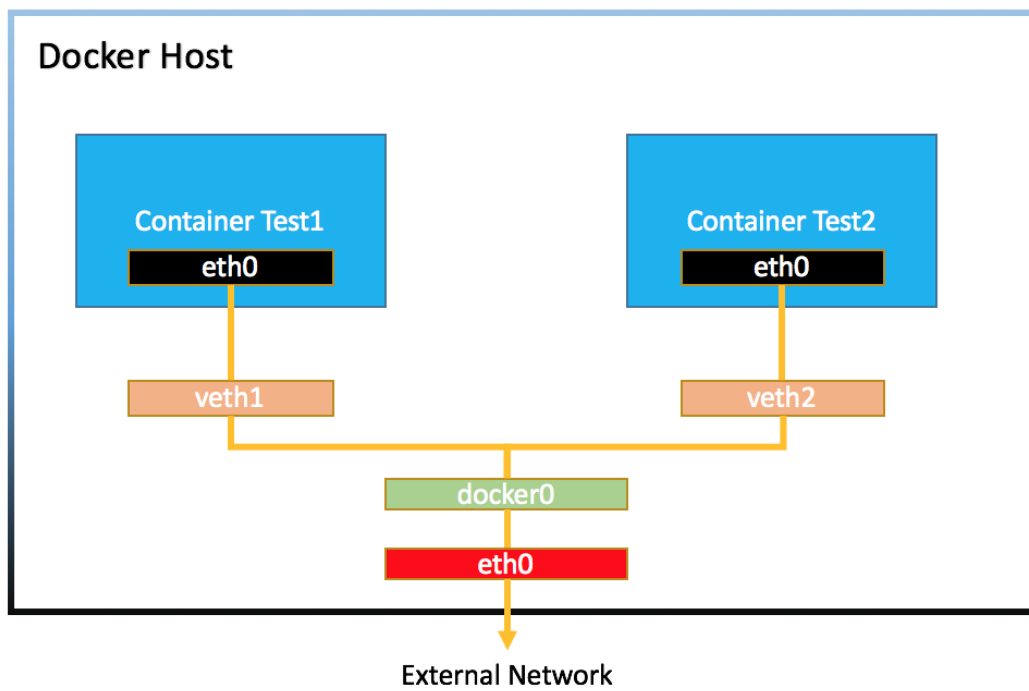 Docker Host
Container Test1
eth0
Container Test2
eth0
veth1
veth2
docker0
eth0
External Network